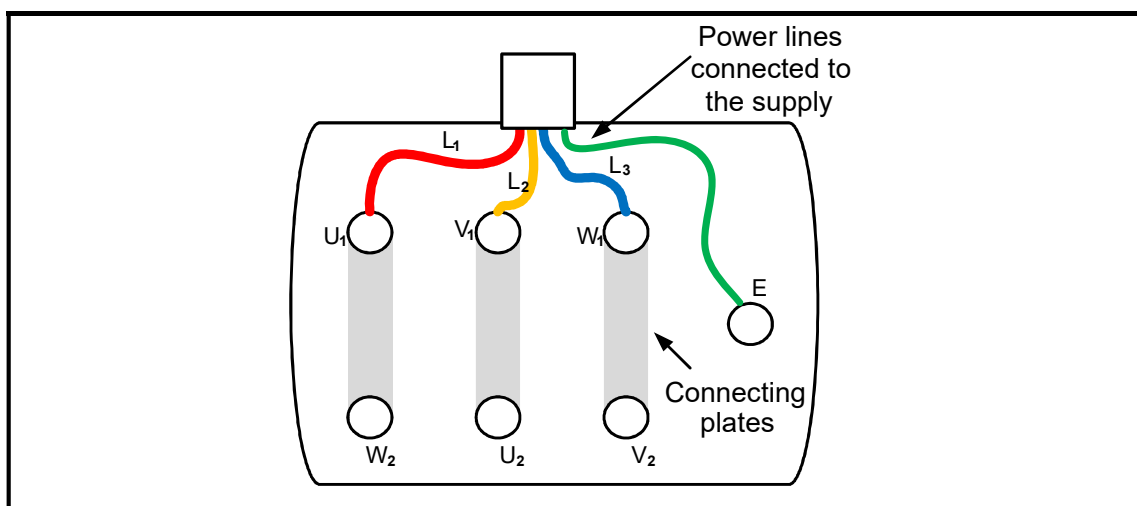 Power lines
connected to
the supply
L₁
L₂
L₃
U₁
V₁
W₁
E
Connecting
plates
W₂
U₂
V₂